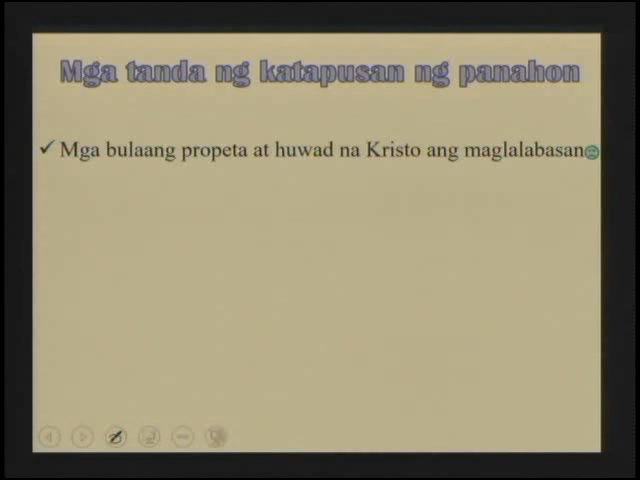 Mga tanda ng katapusan ng panahon
Mga bulaang propeta at huwad na Kristo ang maglalabasan